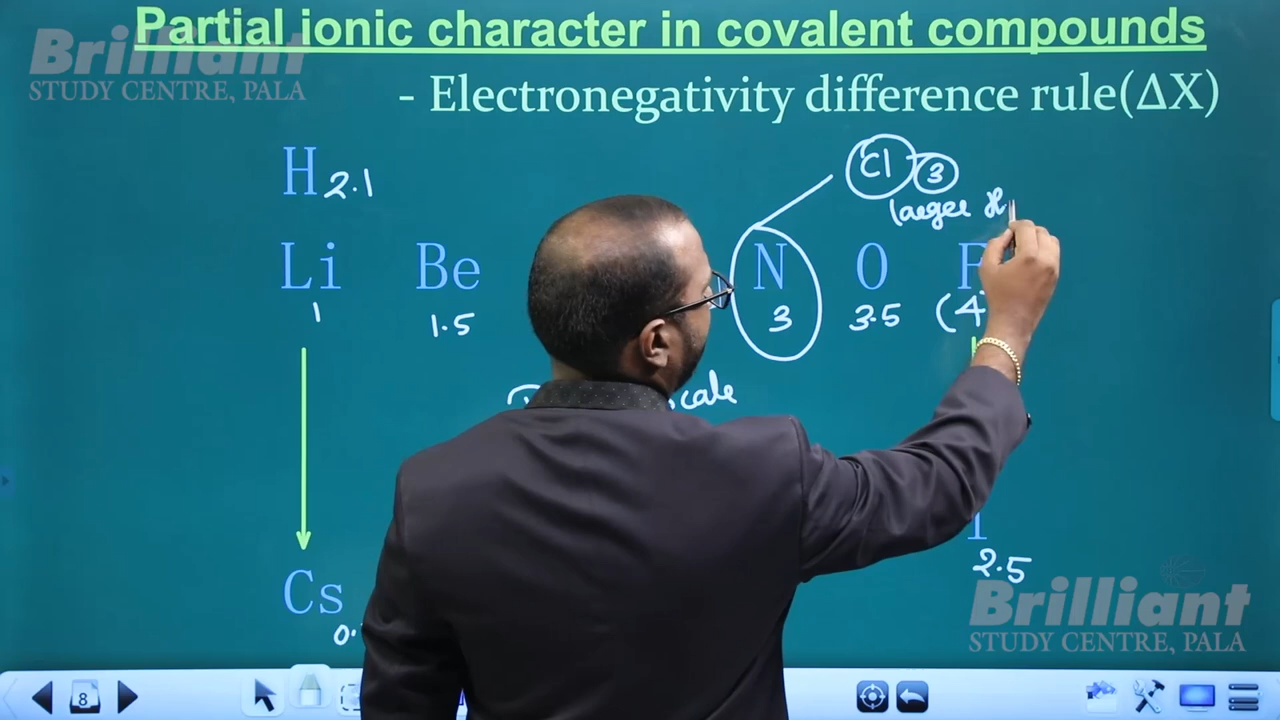 Partial ionic character in covalent compounds
Brilliant
STUDY CENTRE, PALA
- Electronegativity difference rule(ΔX)
Cl 3
larger
H 2.1
Li Be N O F
1 1.5 3 3.5 (4
cale
I
2.5
Cs
0.
Brilliant
STUDY CENTRE, PALA
8